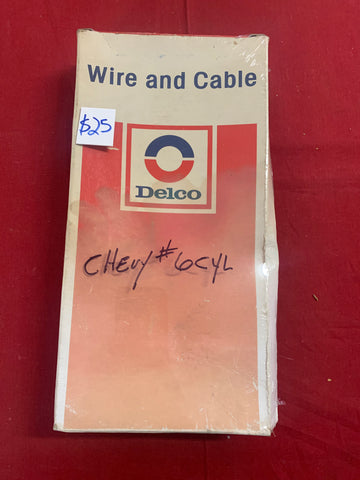 Wire and Cable
$25
Delco
CHEVY # 6CYL